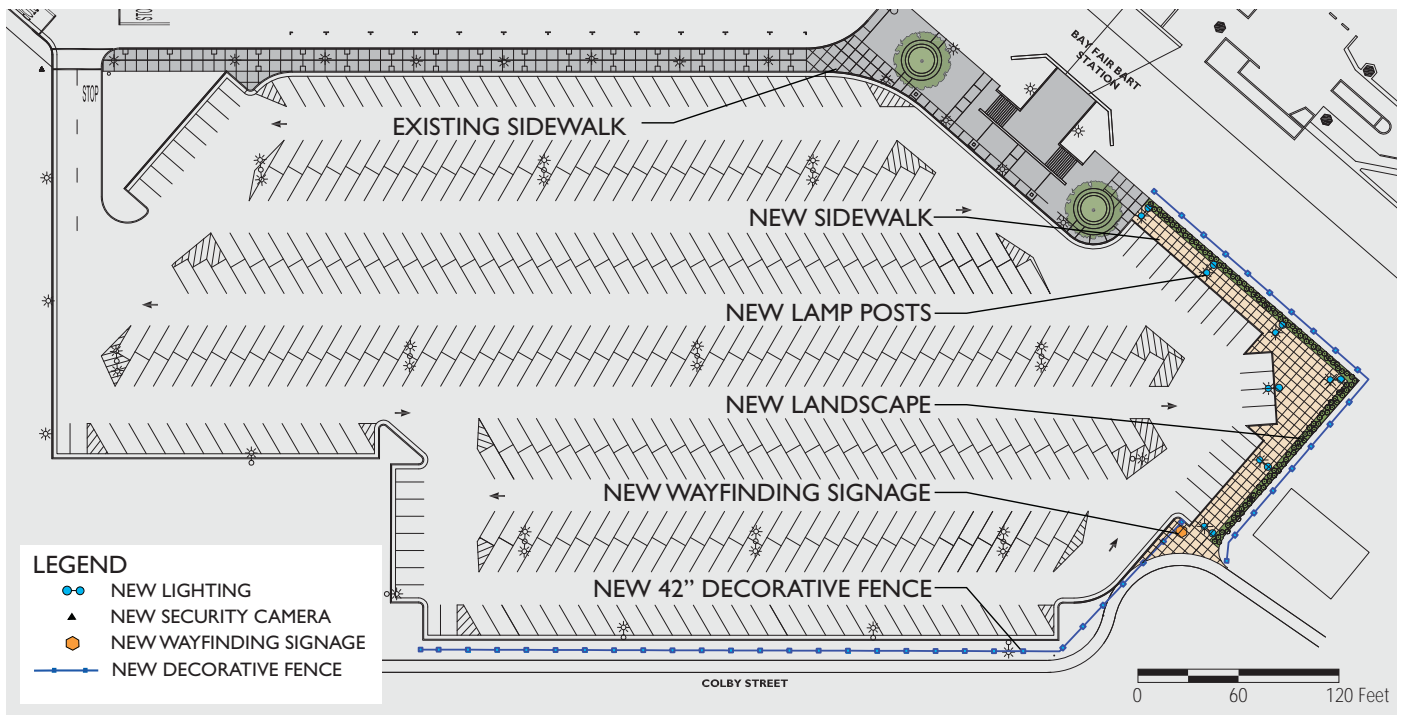 STOP
BAY FAIR BART
STATION
STOP
EXISTING SIDEWALK
NEW SIDEWALK
NEW LAMP POSTS
NEW LANDSCAPE
NEW WAYFINDING SIGNAGE
NEW 42” DECORATIVE FENCE
LEGEND
NEW LIGHTING
NEW SECURITY CAMERA
NEW WAYFINDING SIGNAGE
NEW DECORATIVE FENCE
COLBY STREET
0 60 120 Feet